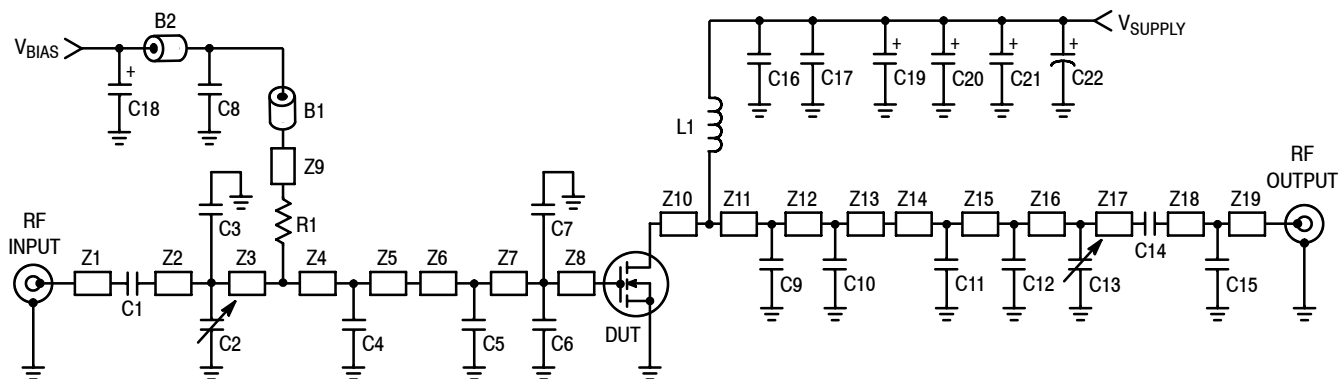 B2
V_BIAS
+
C18
C8
B1
Z9
R1
C3
RF
INPUT
Z1
C1
Z2
Z3
C2
Z4
C4
Z5
Z6
C5
Z7
C7
C6
Z8
DUT
V_SUPPLY
C16
C17
+
C19
+
C20
+
C21
+
C22
L1
Z10
Z11
C9
Z12
C10
Z13
Z14
C11
Z15
C12
Z16
C13
Z17
C14
Z18
C15
Z19
RF
OUTPUT